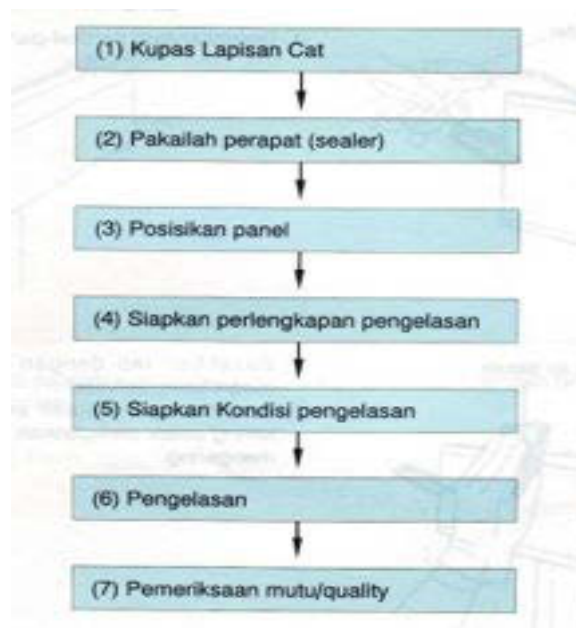 (1) Kupas Lapisan Cat
(2) Pakailah perapat (sealer)
(3) Posisikan panel
(4) Siapkan perlengkapan pengelasan
(5) Siapkan Kondisi pengelasan
(6) Pengelasan
(7) Pemeriksaan mutu/quality